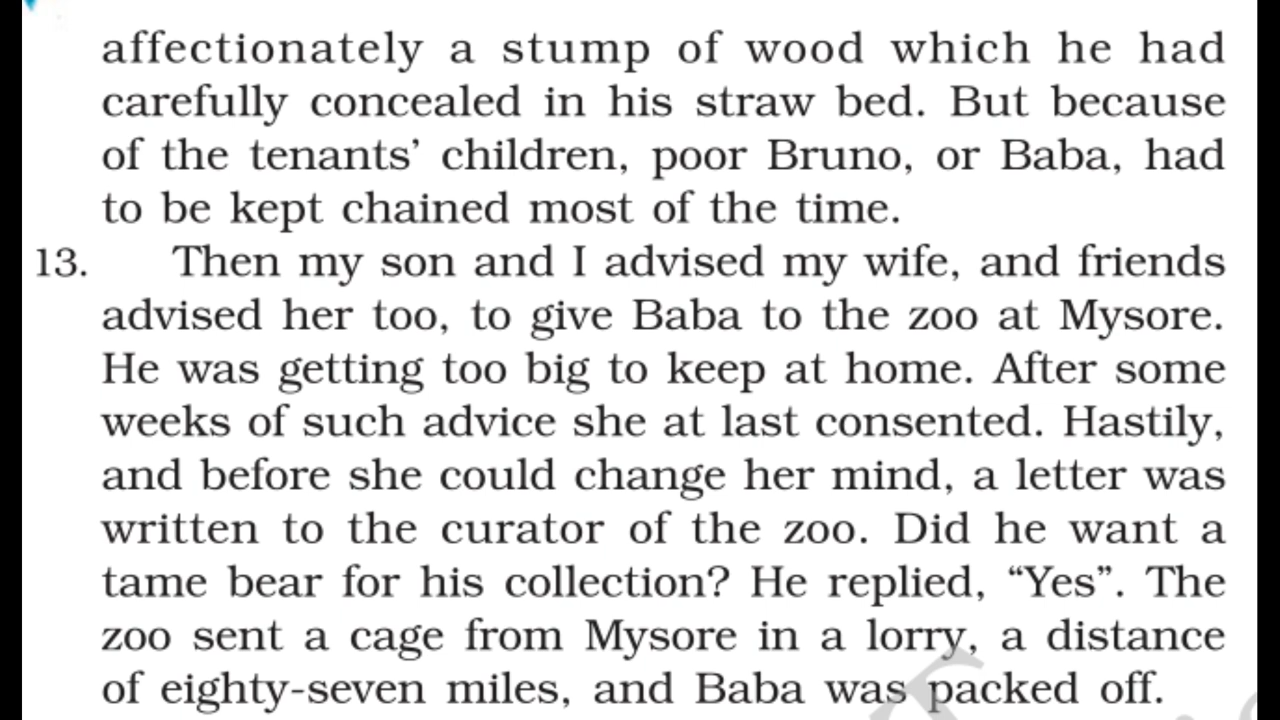 affectionately a stump of wood which he had
carefully concealed in his straw bed. But because
of the tenants’ children, poor Bruno, or Baba, had
to be kept chained most of the time.
13. Then my son and I advised my wife, and friends
advised her too, to give Baba to the zoo at Mysore.
He was getting too big to keep at home. After some
weeks of such advice she at last consented. Hastily,
and before she could change her mind, a letter was
written to the curator of the zoo. Did he want a
tame bear for his collection? He replied, “Yes”. The
zoo sent a cage from Mysore in a lorry, a distance
of eighty-seven miles, and Baba was packed off.